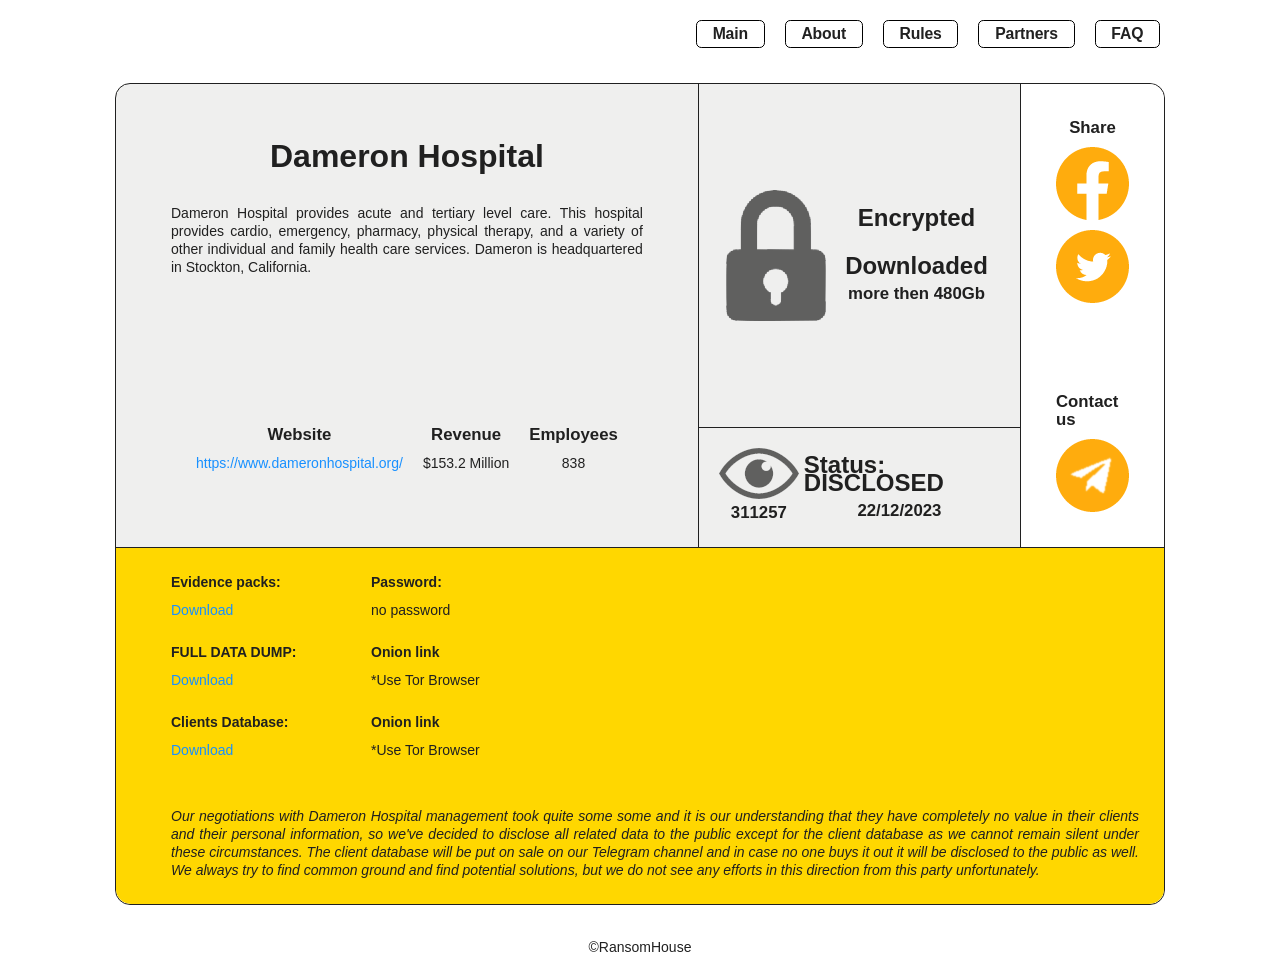 Main About Rules Partners FAQ
Dameron Hospital
Dameron Hospital provides acute and tertiary level care. This hospital
provides cardio, emergency, pharmacy, physical therapy, and a variety of
other individual and family health care services. Dameron is headquartered
in Stockton, California.
Website Revenue Employees
https://www.dameronhospital.org/ $153.2 Million 838
Encrypted
Downloaded
more then 480Gb
Status:
DISCLOSED
311257 22/12/2023
Share
Contact
us
Evidence packs: Password:
Download no password
FULL DATA DUMP: Onion link
Download *Use Tor Browser
Clients Database: Onion link
Download *Use Tor Browser
Our negotiations with Dameron Hospital management took quite some some and it is our understanding that they have completely no value in their clients
and their personal information, so we've decided to disclose all related data to the public except for the client database as we cannot remain silent under
these circumstances. The client database will be put on sale on our Telegram channel and in case no one buys it out it will be disclosed to the public as well.
We always try to find common ground and find potential solutions, but we do not see any efforts in this direction from this party unfortunately.
©RansomHouse